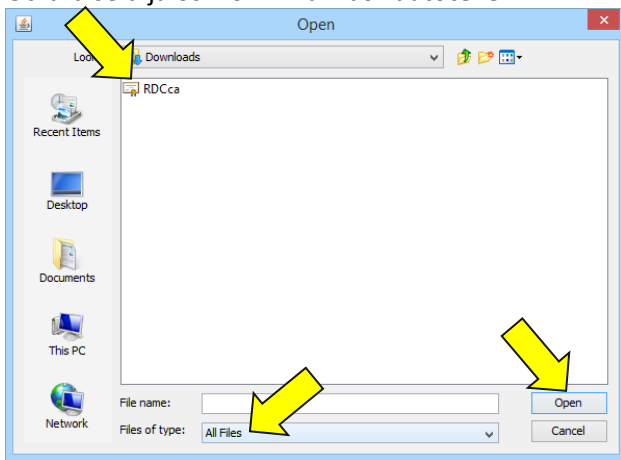 Open
Downloads
RDCca
Recent Items
Desktop
Documents
This PC
Network
File name:
Open
Files of type:
All Files
Cancel